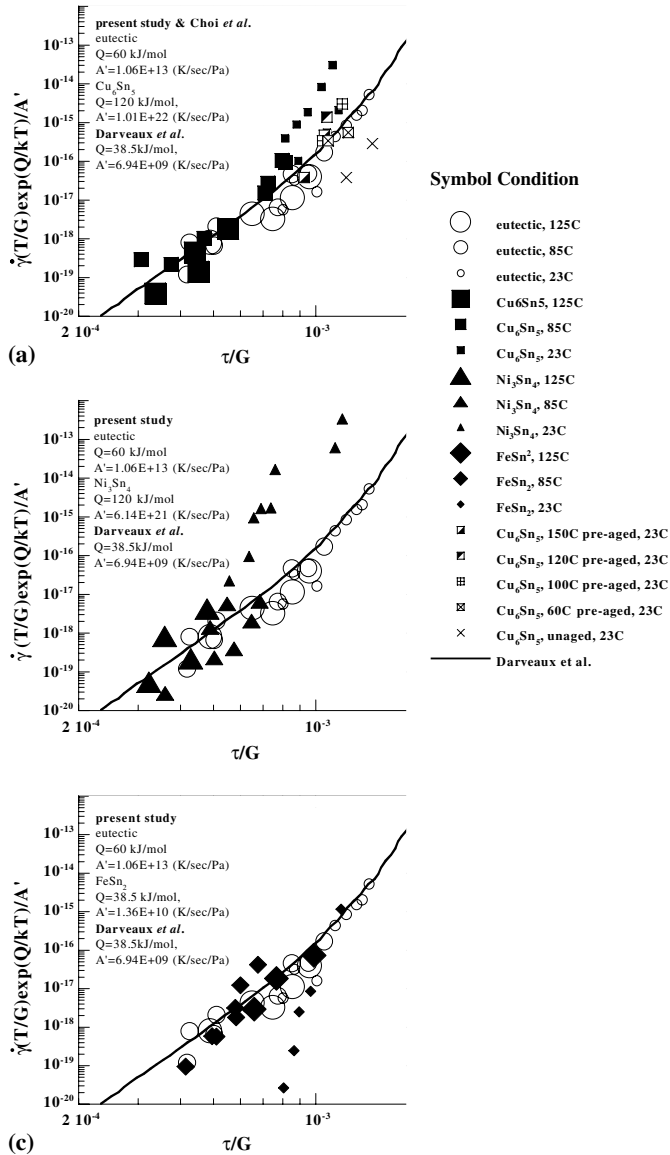 present study & Choi et al.
eutectic
Q=60 kJ/mol
A'=1.06E+13 (K/sec/Pa)
Cu6Sn5
Q=120 kJ/mol,
A'=1.01E+22 (K/sec/Pa)
Darveaux et al.
Q=38.5kJ/mol,
A'=6.94E+09 (K/sec/Pa)
10^-13
10^-14
10^-15
10^-16
10^-17
10^-18
10^-19
10^-20
γ̇(T/G)exp(Q/kT)/A'
2 10^-4
10^-3
τ/G
(a)
present study
eutectic
Q=60 kJ/mol
A'=1.06E+13 (K/sec/Pa)
Ni3Sn4
Q=120 kJ/mol
A'=6.14E+21 (K/sec/Pa)
Darveaux et al.
Q=38.5kJ/mol
A'=6.94E+09 (K/sec/Pa)
10^-13
10^-14
10^-15
10^-16
10^-17
10^-18
10^-19
10^-20
γ̇ (T/G)exp(Q/kT)/A'
2 10^-4
10^-3
τ/G
present study
eutectic
Q=60 kJ/mol
A'=1.06E+13 (K/sec/Pa)
FeSn2
Q=38.5 kJ/mol,
A'=1.36E+10 (K/sec/Pa)
Darveaux et al.
Q=38.5kJ/mol,
A'=6.94E+09 (K/sec/Pa)
10^-13
10^-14
10^-15
10^-16
10^-17
10^-18
10^-19
10^-20
γ̇(T/G)exp(Q/kT)/A'
2 10^-4
10^-3
τ/G
(c)
Symbol Condition
eutectic, 125C
eutectic, 85C
eutectic, 23C
Cu6Sn5, 125C
Cu6Sn5, 85C
Cu6Sn5, 23C
Ni3Sn4, 125C
Ni3Sn4, 85C
Ni3Sn4, 23C
FeSn², 125C
FeSn2, 85C
FeSn2, 23C
Cu6Sn5, 150C pre-aged, 23C
Cu6Sn5, 120C pre-aged, 23C
Cu6Sn5, 100C pre-aged, 23C
Cu6Sn5, 60C pre-aged, 23C
Cu6Sn5, unaged, 23C
Darveaux et al.